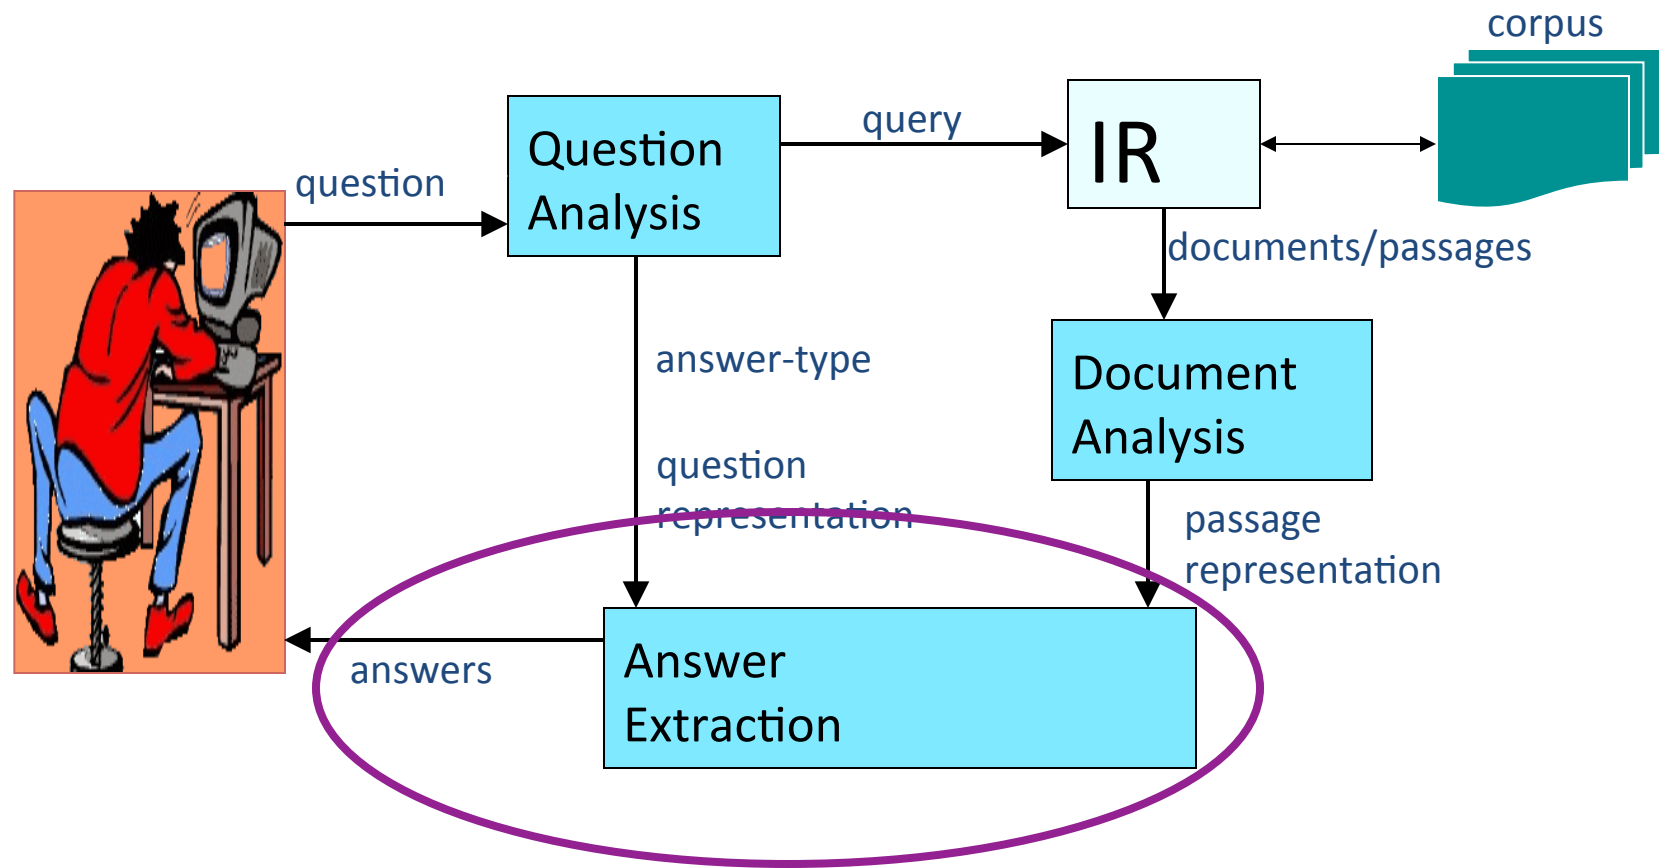 corpus
question
Question
Analysis
query
IR
documents/passages
answer-type
Document
Analysis
question
representation
passage
representation
answers
Answer
Extraction